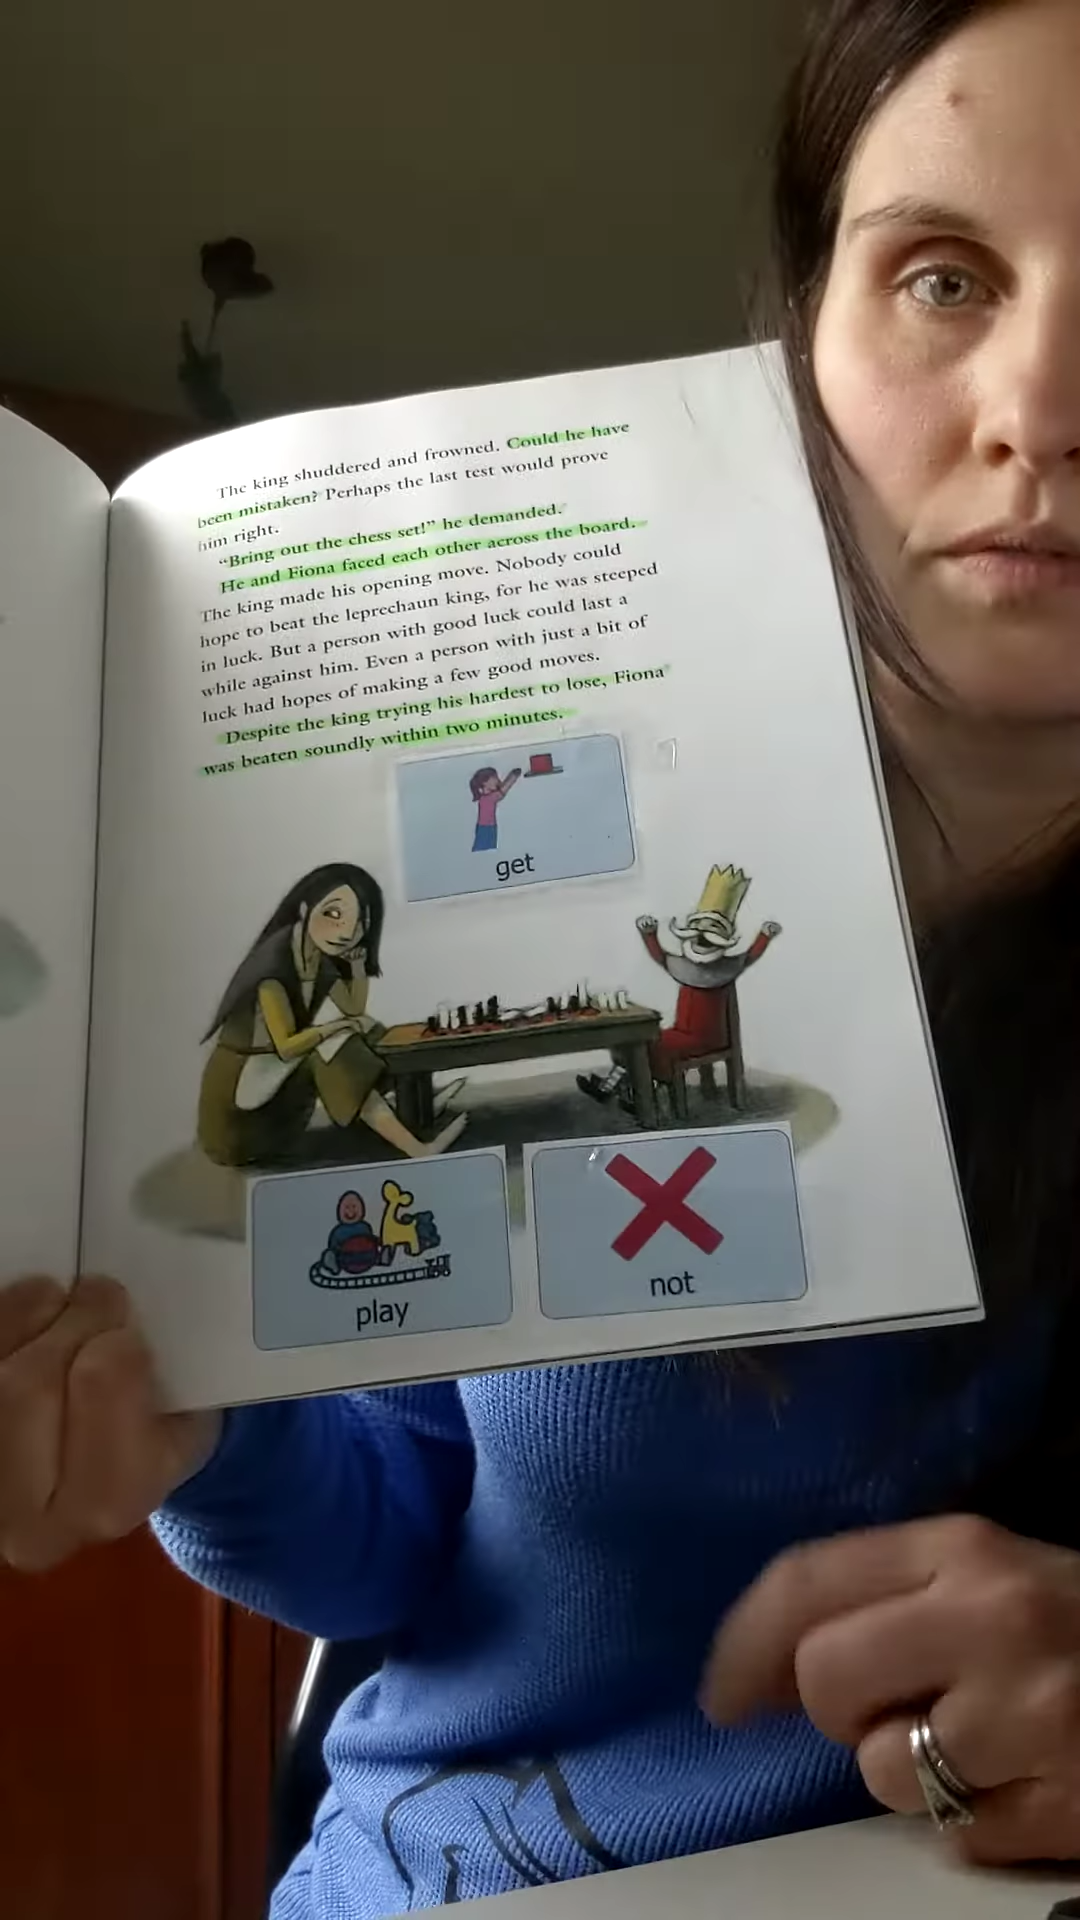 The king shuddered and frowned. Could he have
been mistaken? Perhaps the last test would prove
him right.
“Bring out the chess set!” he demanded.
He and Fiona faced each other across the board.
The king made his opening move. Nobody could
hope to beat the leprechaun king, for he was steeped
in luck. But a person with good luck could last a
while against him. Even a person with just a bit of
luck had hopes of making a few good moves.
Despite the king trying his hardest to lose, Fiona
was beaten soundly within two minutes.
get
play
not